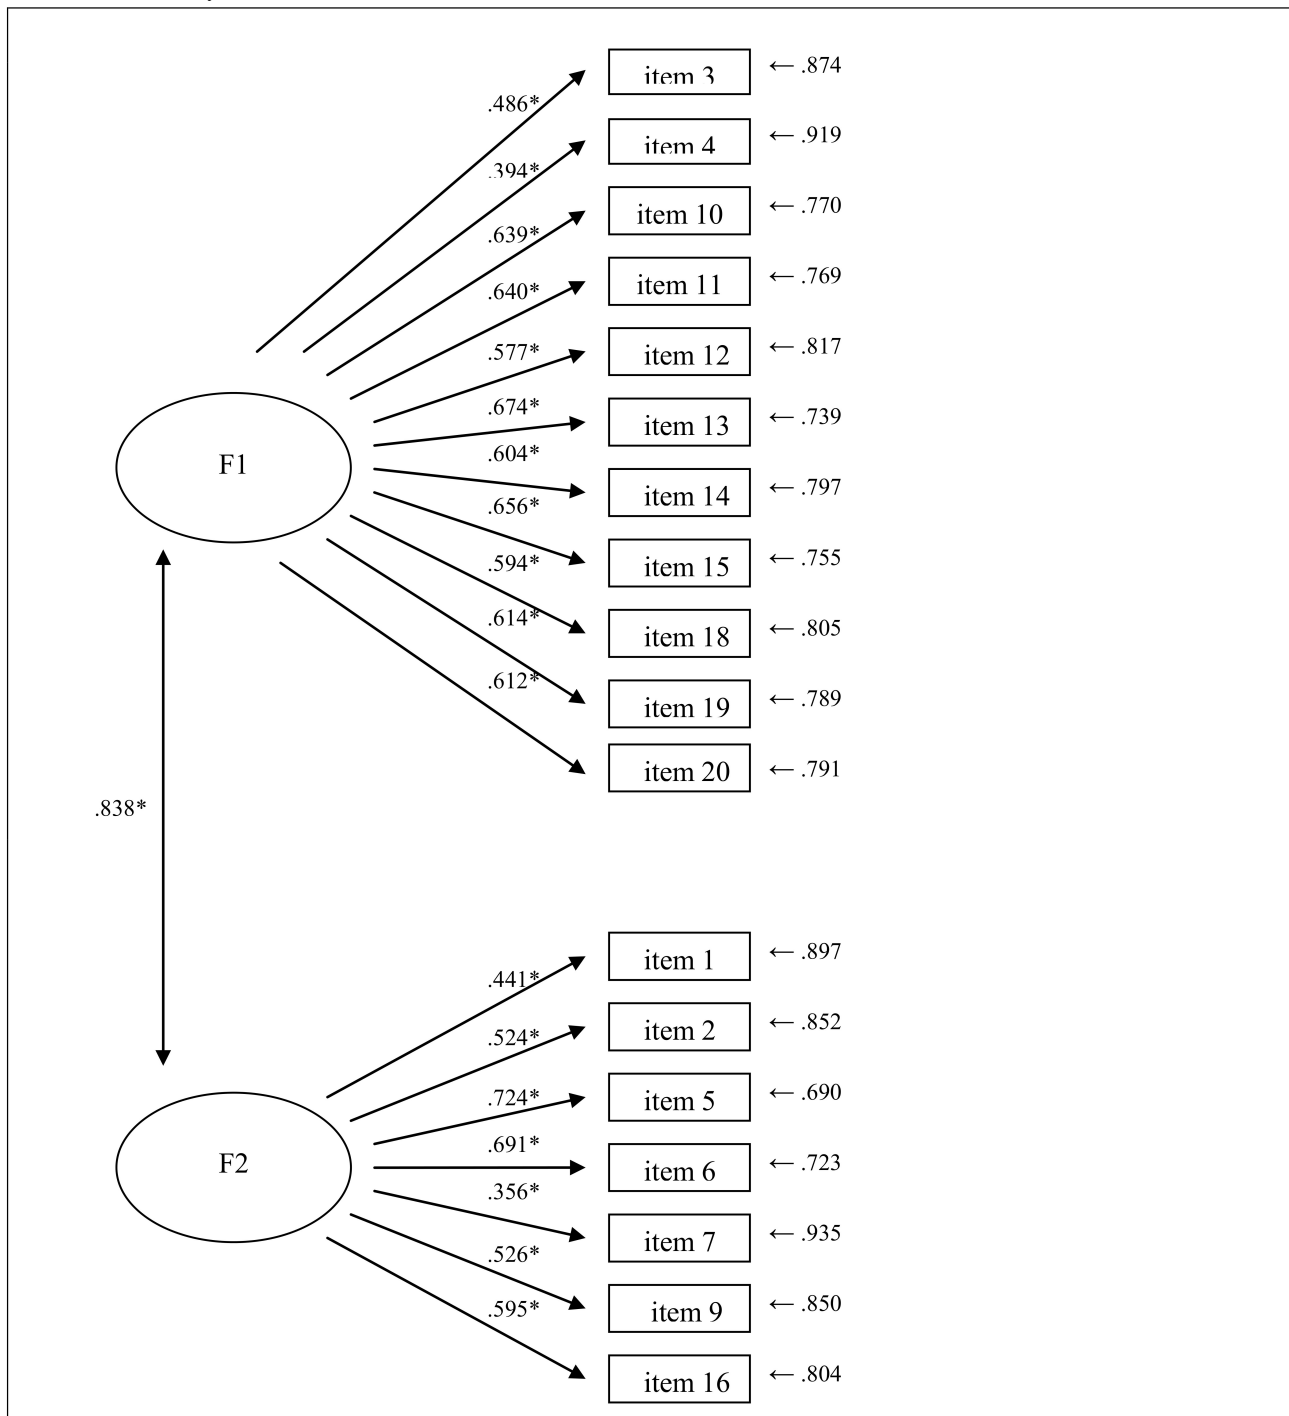 item 3 ← .874
.486*
item 4 ← .919
.394*
item 10 ← .770
.639*
item 11 ← .769
.640*
item 12 ← .817
.577*
item 13 ← .739
.674*
F1
.604*
item 14 ← .797
.656*
item 15 ← .755
.594*
item 18 ← .805
.614*
item 19 ← .789
.612*
item 20 ← .791
.838*
item 1 ← .897
.441*
item 2 ← .852
.524*
item 5 ← .690
.724*
.691*
F2
item 6 ← .723
.356*
item 7 ← .935
.526*
item 9 ← .850
.595*
item 16 ← .804